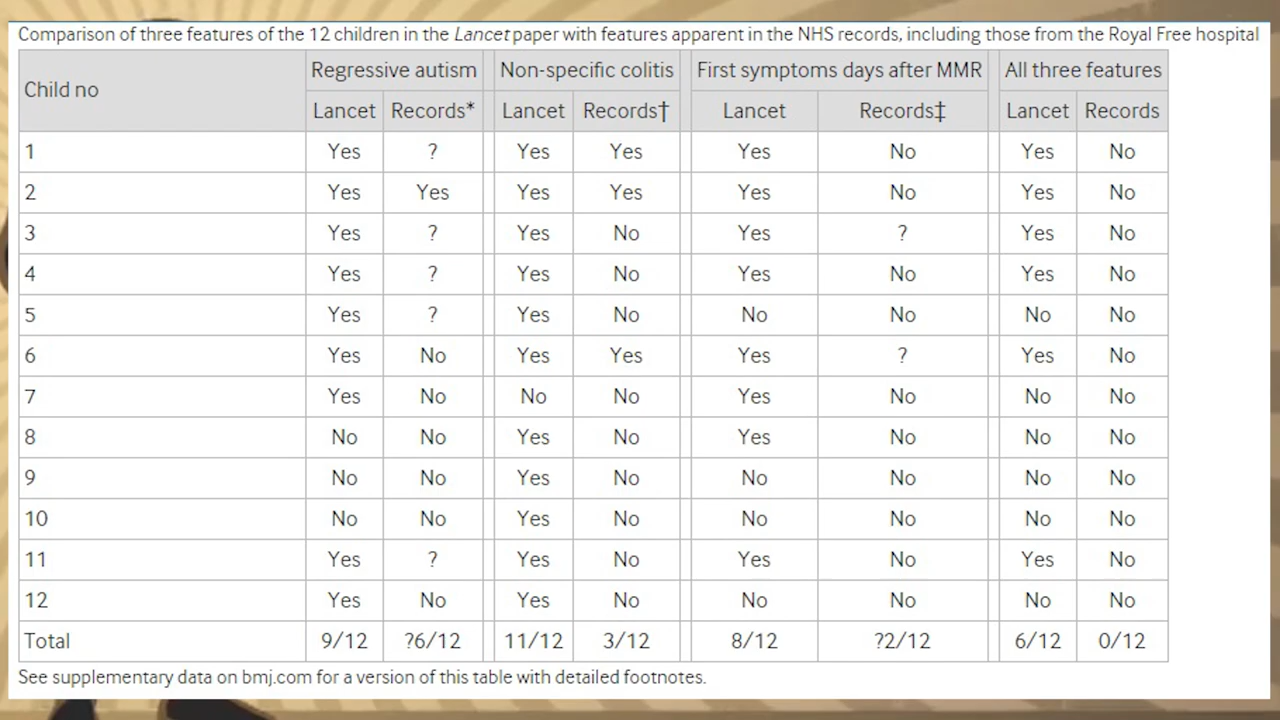 Comparison of three features of the 12 children in the Lancet paper with features apparent in the NHS records, including those from the Royal Free hospital
Child no Regressive autism Non-specific colitis First symptoms days after MMR All three features
Lancet Records* Lancet Records† Lancet Records‡ Lancet Records
1 Yes ? Yes Yes Yes No Yes No
2 Yes Yes Yes Yes Yes No Yes No
3 Yes ? Yes No Yes ? Yes No
4 Yes ? Yes No Yes No Yes No
5 Yes ? Yes No No No No No
6 Yes No Yes Yes Yes ? Yes No
7 Yes No No No Yes No No No
8 No No Yes No Yes No No No
9 No No Yes No No No No No
10 No No Yes No No No No No
11 Yes ? Yes No Yes No Yes No
12 Yes No Yes No No No No No
Total 9/12 ?6/12 11/12 3/12 8/12 ?2/12 6/12 0/12
See supplementary data on bmj.com for a version of this table with detailed footnotes.